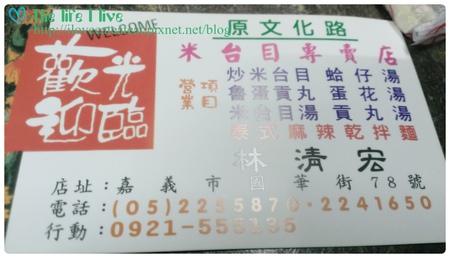 The life I live
WELCOME
歡迎光臨
原文化路
米台目專賣店
營業項目
炒米台目 蛤仔湯
魯蛋貢丸 蛋花湯
米台目湯 貢丸湯
泰式麻辣乾拌麵
林清宏
店址：嘉義市國華街78號
電話：(05)2255870·2241650
行動：0921-555195